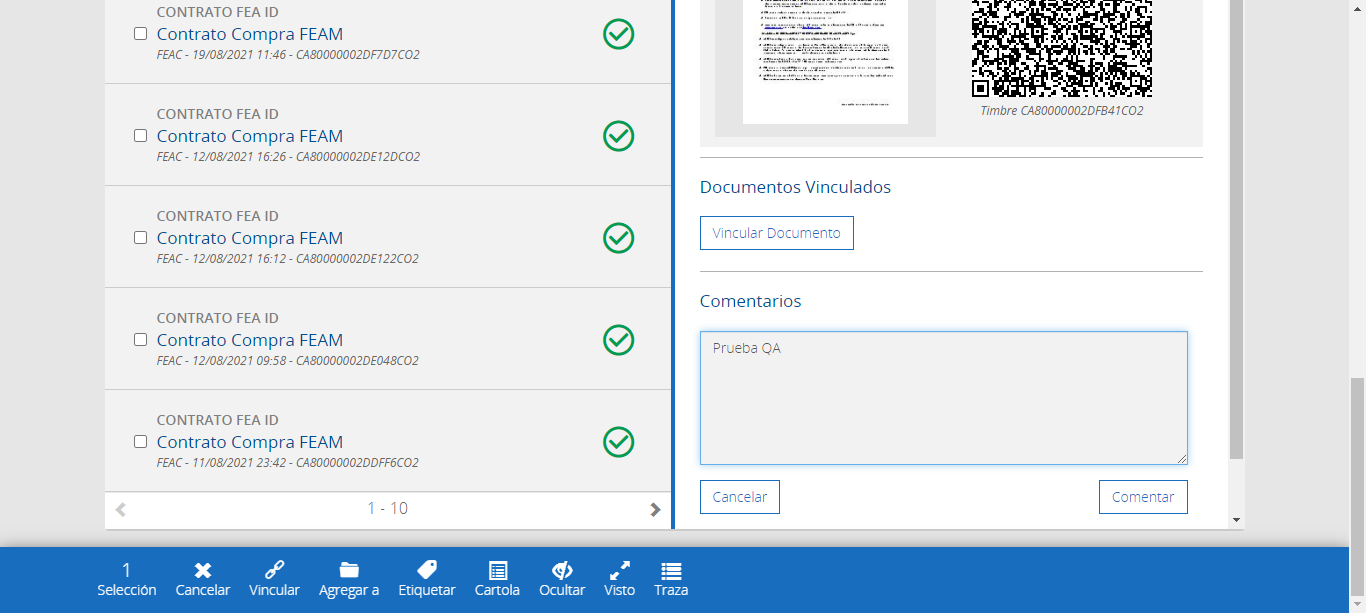 CONTRATO FEA ID
Contrato Compra FEAM
FEAC - 19/08/2021 11:46 - CA80000002DF7D7CO2
CONTRATO FEA ID
Contrato Compra FEAM
FEAC - 12/08/2021 16:26 - CA80000002DE12DCO2
CONTRATO FEA ID
Contrato Compra FEAM
FEAC - 12/08/2021 16:12 - CA80000002DE122CO2
CONTRATO FEA ID
Contrato Compra FEAM
FEAC - 12/08/2021 09:58 - CA80000002DE048CO2
CONTRATO FEA ID
Contrato Compra FEAM
FEAC - 11/08/2021 23:42 - CA80000002DDFF6CO2
1 - 10
Timbre CA80000002DFB41CO2
Documentos Vinculados
Vincular Documento
Comentarios
Prueba QA
Cancelar
Comentar
1
Selección
Cancelar
Vincular
Agregar a
Etiquetar
Cartola
Ocultar
Visto
Traza